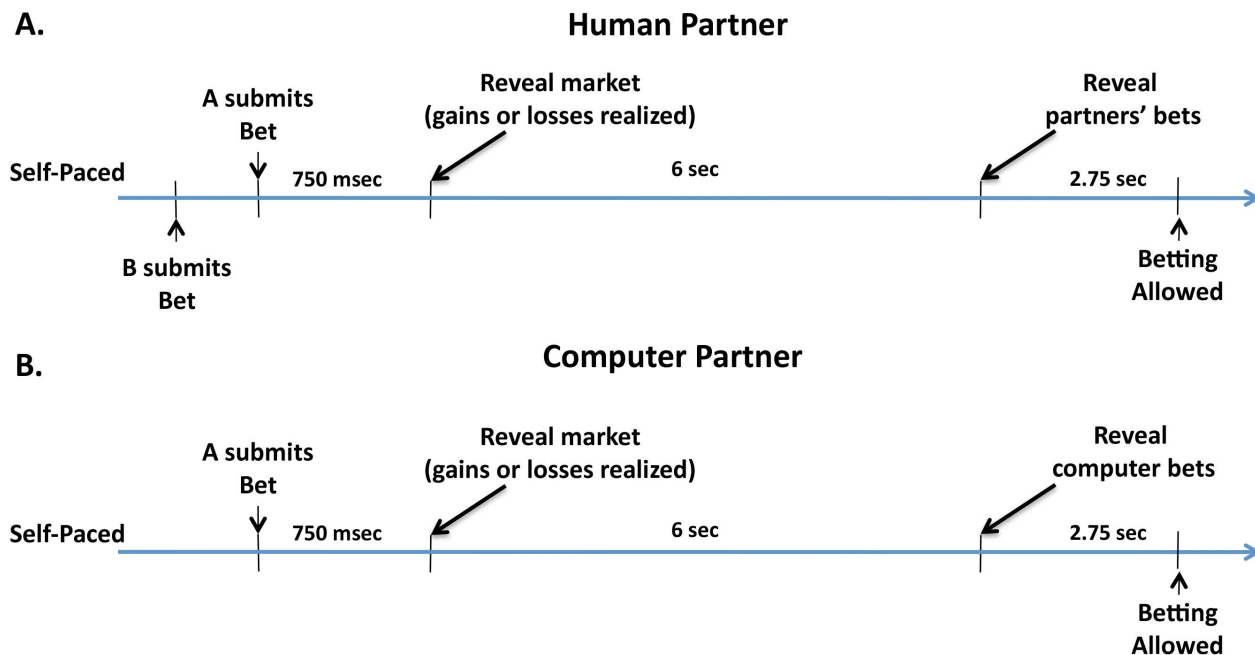 A.
Human Partner
Reveal market
(gains or losses realized)
Reveal
partners' bets
A submits
Bet
Self-Paced
750 msec
6 sec
2.75 sec
B submits
Bet
Betting
Allowed
B.
Computer Partner
Reveal market
(gains or losses realized)
Reveal
computer bets
A submits
Bet
Self-Paced
750 msec
6 sec
2.75 sec
Betting
Allowed